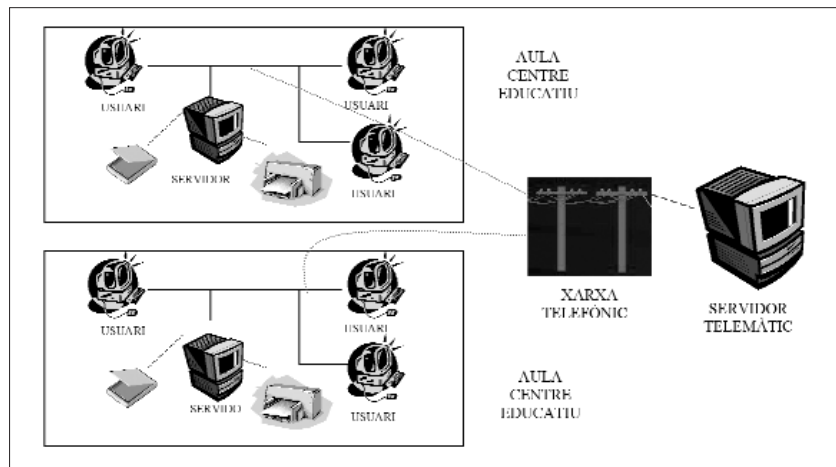 USUARI
USUARI
SERVIDOR
USUARI
AULA
CENTRE
EDUCATIU
XARXA
TELEFÒNIC
SERVIDOR
TELEMÀTIC
USUARI
USUARI
SERVIDO
USUARI
AULA
CENTRE
EDUCATIU